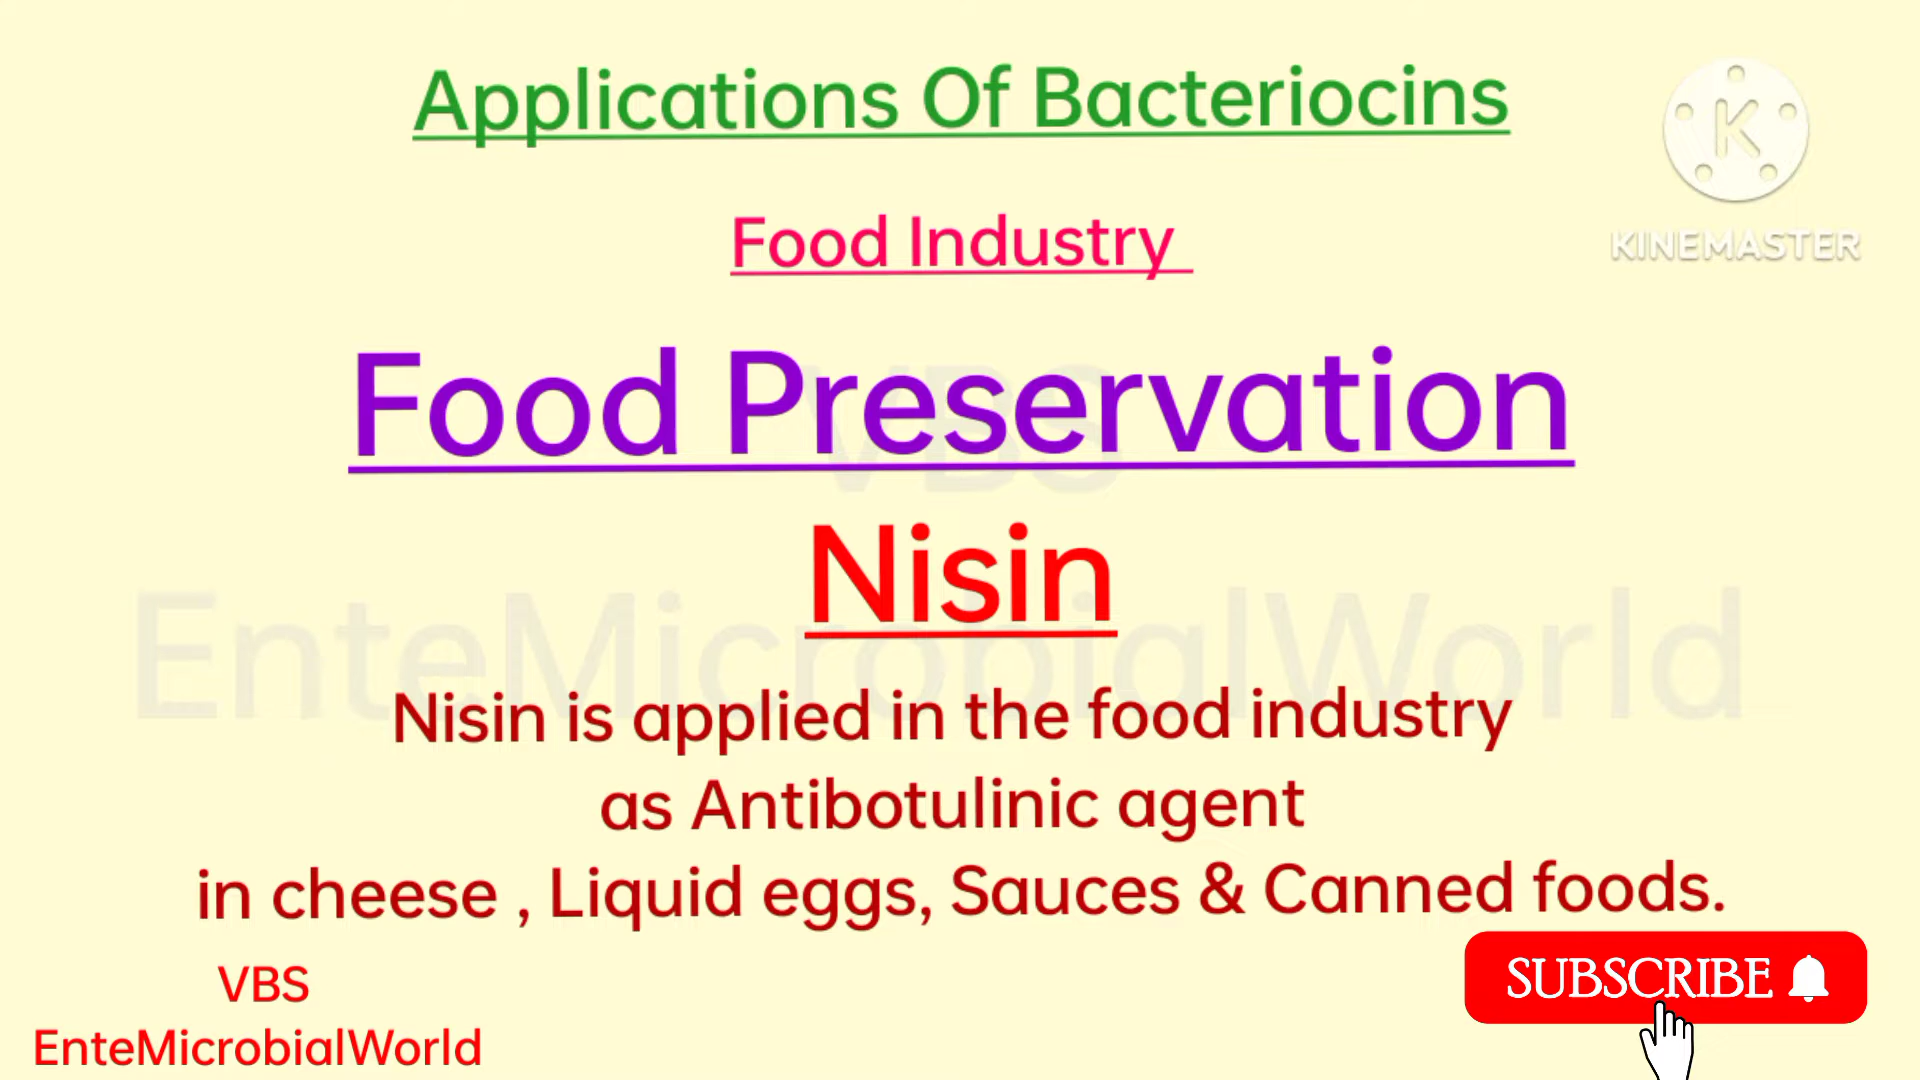 Applications Of Bacteriocins
K
KINEMASTER
Food Industry
Food Preservation
VBS
Nisin
EnteMicrobialWorld
Nisin is applied in the food industry
as Antibotulinic agent
in cheese , Liquid eggs, Sauces & Canned foods.
VBS
EnteMicrobialWorld
SUBSCRIBE